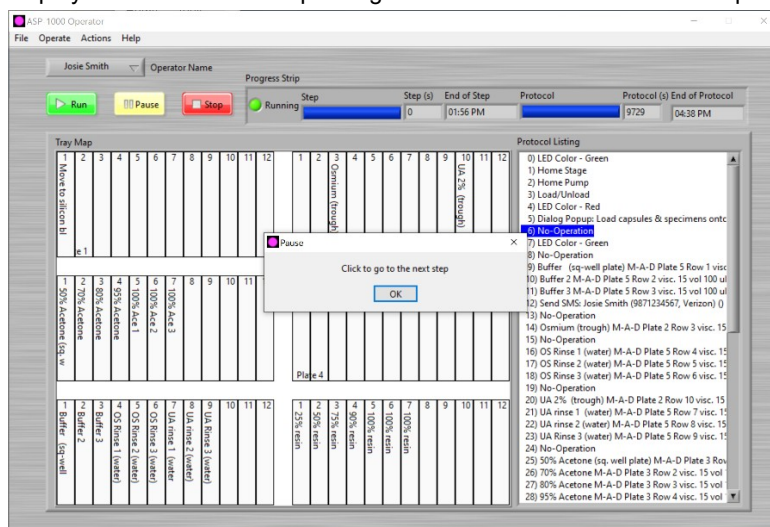 ASP 1000 Operator
File Operate Actions Help
Josie Smith Operator Name
Progress Strip
Run Pause Stop Running
Step Step (s) End of Step Protocol Protocol (s) End of Protocol
0 01:56 PM 9729 04:38 PM
Tray Map
1 2 3 4 5 6 7 8 9 10 11 12
Move to silicon bl
e 1
1 2 3 4 5 6 7 8 9 10 11 12
Osmium (trough)
UA 2% (trough)
1 2 3 4 5 6 7 8 9 10 11 12
50% Acetone (sq. w
70% Acetone
80% Acetone
95% Acetone
100% Ace 1
100% Ace 2
100% Ace 3
Plate 4
1 2 3 4 5 6 7 8 9 10 11 12
Buffer (sq-well
Buffer 2
Buffer 3
OS Rinse 1 (water)
OS Rinse 2 (water)
OS Rinse 3 (water)
UA rinse 1 (water
UA rinse 2 (water)
UA Rinse 3 (water)
1 2 3 4 5 6 7 8 9 10 11 12
25% resin
50% resin
75% resin
90% resin
100% resin
100% resin
100% resin
Pause
Click to go to the next step
OK
Protocol Listing
0) LED Color - Green
1) Home Stage
2) Home Pump
3) Load/Unload
4) LED Color - Red
5) Dialog Popup: Load capsules & specimens ontc
6) No-Operation
7) LED Color - Green
8) No-Operation
9) Buffer (sq-well plate) M-A-D Plate 5 Row 1 visc
10) Buffer 2 M-A-D Plate 5 Row 2 visc. 15 vol 100 ul
11) Buffer 3 M-A-D Plate 5 Row 3 visc. 15 vol 100 ul
12) Send SMS: Josie Smith (9871234567, Verizon) ()
13) No-Operation
14) Osmium (trough) M-A-D Plate 2 Row 3 visc. 15
15) No-Operation
16) OS Rinse 1 (water) M-A-D Plate 5 Row 4 visc. 15
17) OS Rinse 2 (water) M-A-D Plate 5 Row 5 visc. 15
18) OS Rinse 3 (water) M-A-D Plate 5 Row 6 visc. 15
19) No-Operation
20) UA 2% (trough) M-A-D Plate 2 Row 10 visc. 15
21) UA rinse 1 (water) M-A-D Plate 5 Row 7 visc. 15
22) UA rinse 2 (water) M-A-D Plate 5 Row 8 visc. 15
23) UA Rinse 3 (water) M-A-D Plate 5 Row 9 visc. 15
24) No-Operation
25) 50% Acetone (sq. well plate) M-A-D Plate 3 Row
26) 70% Acetone M-A-D Plate 3 Row 2 visc. 15 vol
27) 80% Acetone M-A-D Plate 3 Row 3 visc. 15 vol
28) 95% Acetone M-A-D Plate 3 Row 4 visc. 15 vol